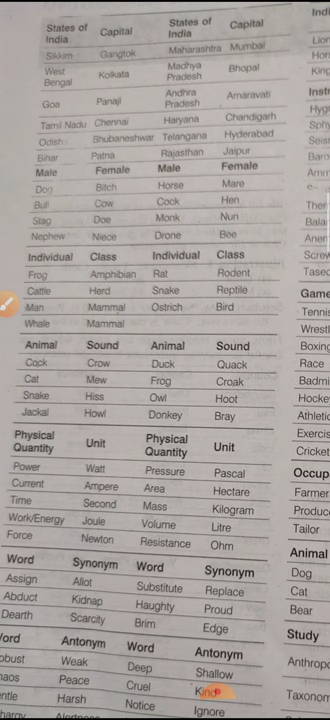 States of India Capital States of India Capital
Sikkim Gangtok Maharashtra Mumbai
West Bengal Kolkata Madhya Pradesh Bhopal
Goa Panaji Andhra Pradesh Amaravati
Tamil Nadu Chennai Haryana Chandigarh
Odisha Bhubaneshwar Telangana Hyderabad
Bihar Patna Rajasthan Jaipur
Male Female Male Female
Dog Bitch Horse Mare
Bull Cow Cock Hen
Stag Doe Monk Nun
Nephew Niece Drone Bee
Individual Class Individual Class
Frog Amphibian Rat Rodent
Cattle Herd Snake Reptile
Man Mammal Ostrich Bird
Whale Mammal
Animal Sound Animal Sound
Cock Crow Duck Quack
Cat Mew Frog Croak
Snake Hiss Owl Hoot
Jackal Howl Donkey Bray
Physical Quantity Unit Physical Quantity Unit
Power Watt Pressure Pascal
Current Ampere Area Hectare
Time Second Mass Kilogram
Work/Energy Joule Volume Litre
Force Newton Resistance Ohm
Word Synonym Word Synonym
Assign Allot Substitute Replace
Abduct Kidnap Haughty Proud
Dearth Scarcity Brim Edge
Word Antonym Word Antonym
obust Weak Deep Shallow
haos Peace Cruel Kind
entle Harsh Notice Ignore
Indi
Lion
King
Instr
Hyg
Sphy
Seis
Baro
Amm
Ther
Bala
Anem
Screw
Game
Tennis
Wrestl
Boxing
Race
Badmi
Hocke
Athletic
Exercis
Cricket
Occup
Farmer
Produc
Tailor
Animal
Dog
Cat
Bear
Study
Anthropo
Taxonom